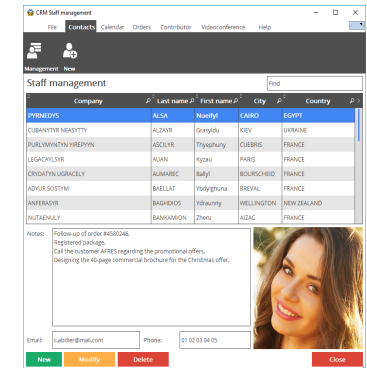 CRM Staff management
File Contacts Calendar Orders Contributor Videoconference Help
Management New
Staff management
Find
Company Last name First name City Country
PYRNEDYS ALSA Nueifyl CAIRO EGYPT
CUBANYTYR NEASYTTY ALZAYR Grasyldu KIEV UKRAINE
PURLYMYNTYN YIREPYYN ASCILYR Thyephuny CUEBRIS FRANCE
LEGACAYLSYR AUAN Kyzau PARIS FRANCE
CRYDATYN UGRACELY AUMAREC Ballyl BOURSCHEID FRANCE
ADYUR SOSTYM BAELLAT Ybdylghuna BREVAL FRANCE
ANFERASYR BAGHDIOS Ydraunny WELLINGTON NEW ZEALAND
NUTAENULY BANKAMION Zheru AIZAC FRANCE
Notes: Follow-up of order #4580246.
Registered package.
Call the customer AFRES regarding the promotional offers.
Designing the 40-page commercial brochure for the Christmas offer.
Email: c.abdier@mail.com Phone: 01 02 03 04 05
New Modify Delete Close